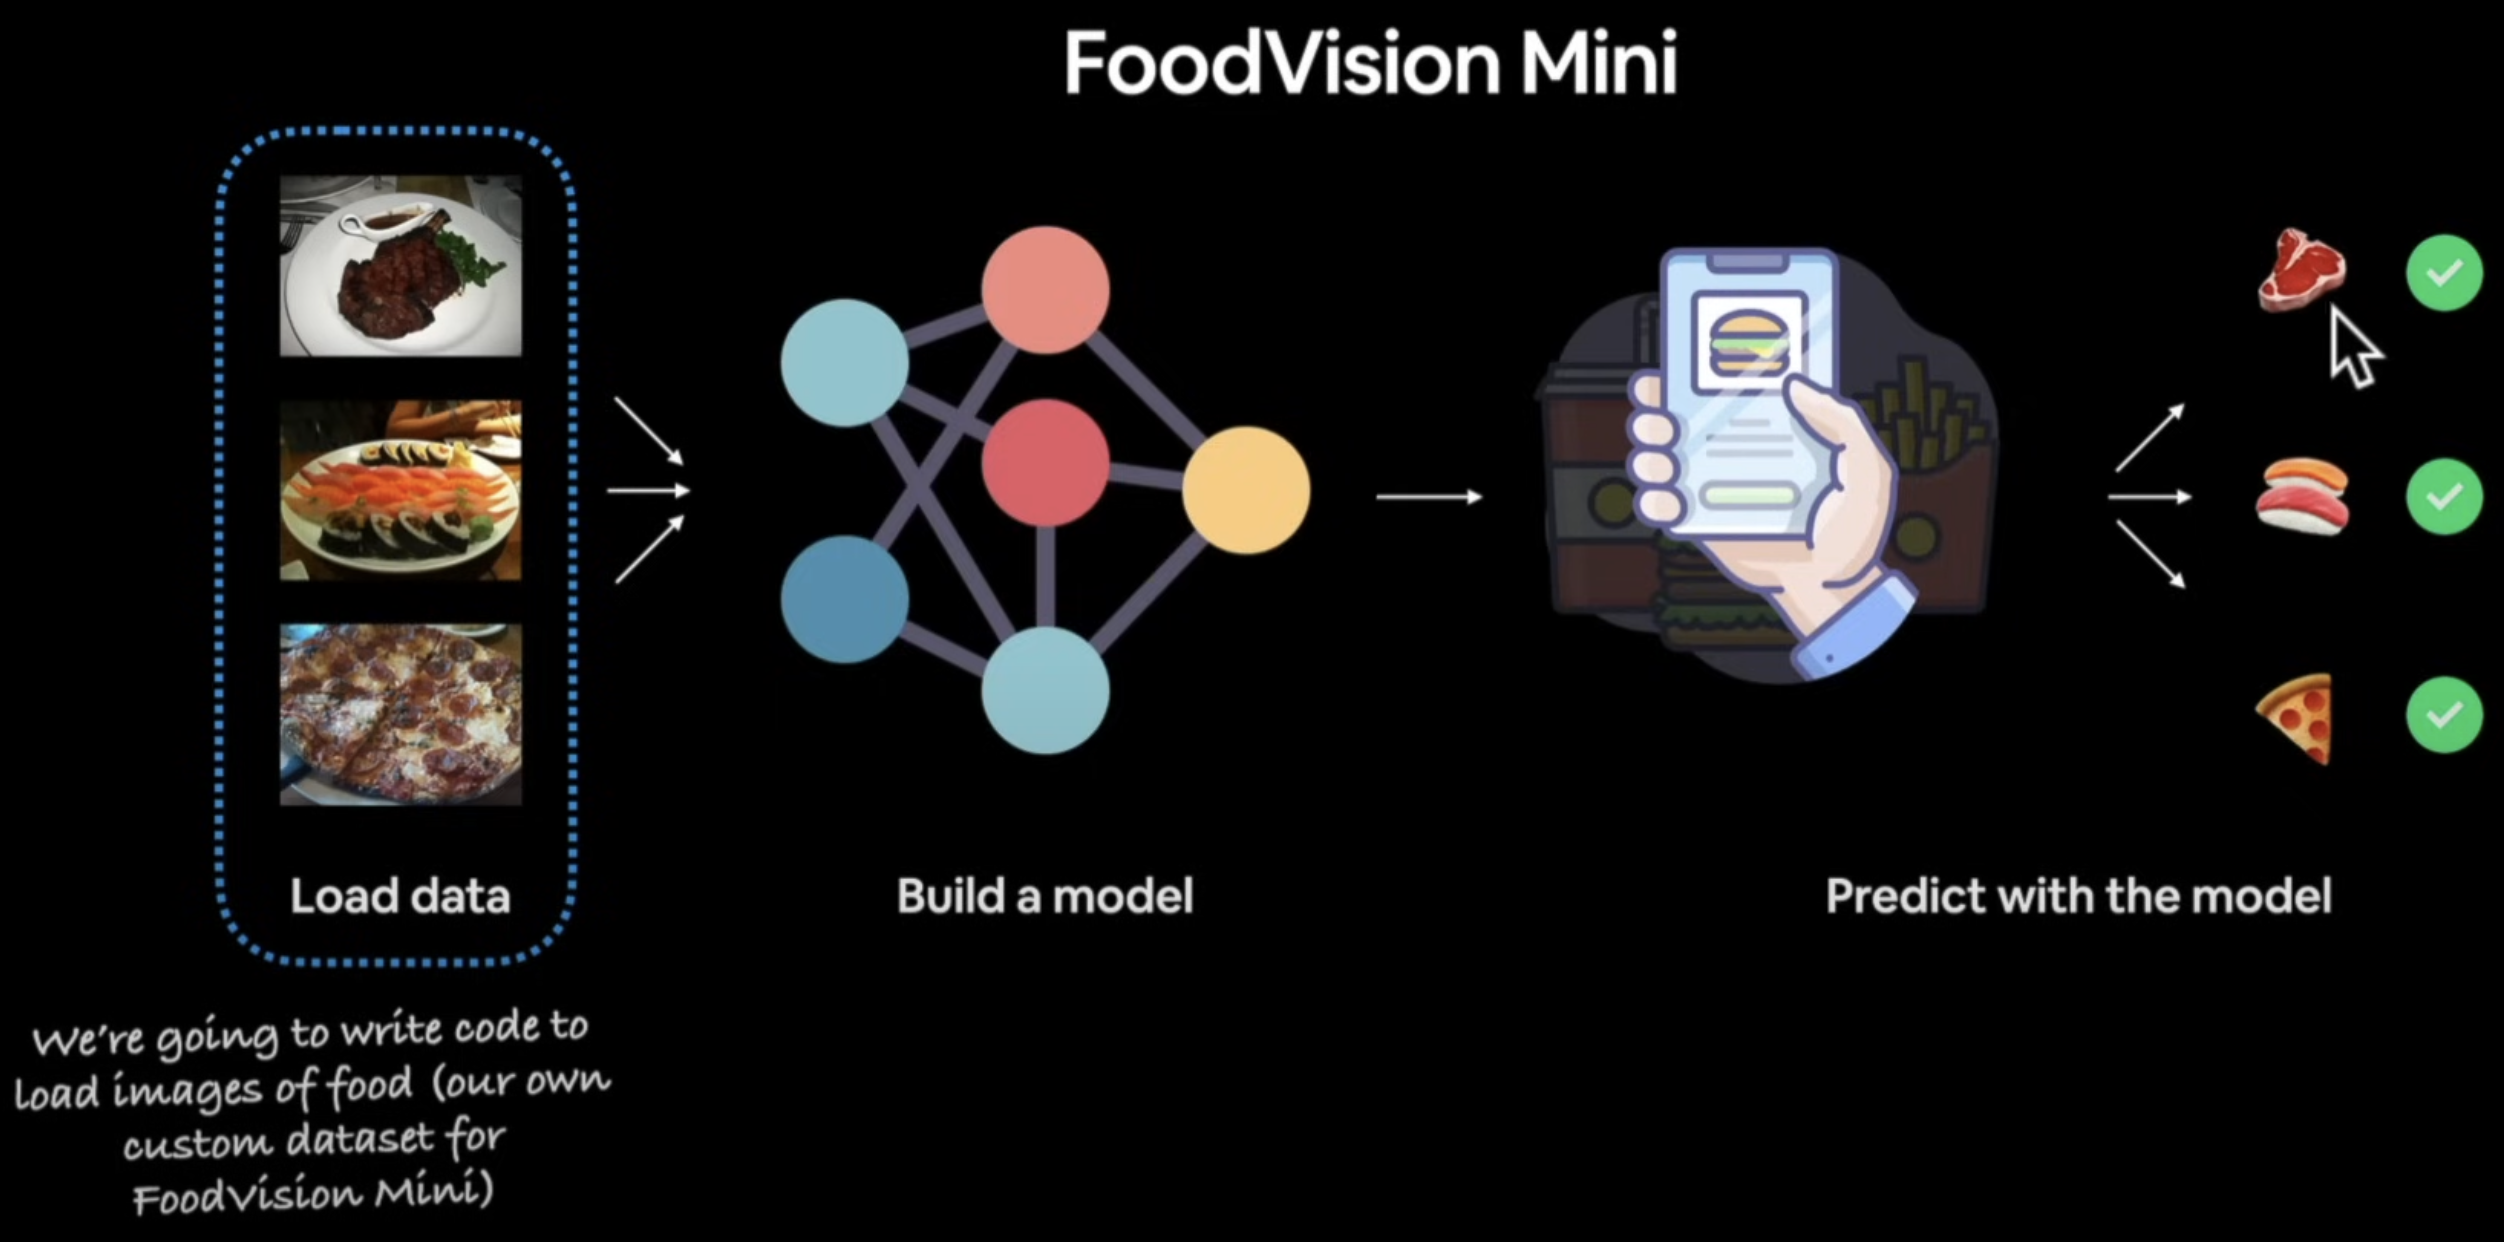 FoodVision Mini
Load data
Build a model
Predict with the model
We're going to write code to
load images of food (our own
custom dataset for
FoodVision Mini)